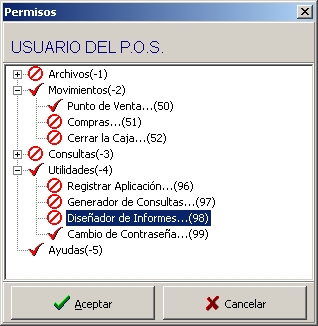 Permisos
USUARIO DEL P.O.S.
Archivos(-1)
Movimientos(-2)
Punto de Venta...(50)
Compras...(51)
Cerrar la Caja...(52)
Consultas(-3)
Utilidades(-4)
Registrar Aplicación...(96)
Generador de Consultas...(97)
Diseñador de Informes...(98)
Cambio de Contraseña...(99)
Ayudas(-5)
Aceptar
Cancelar